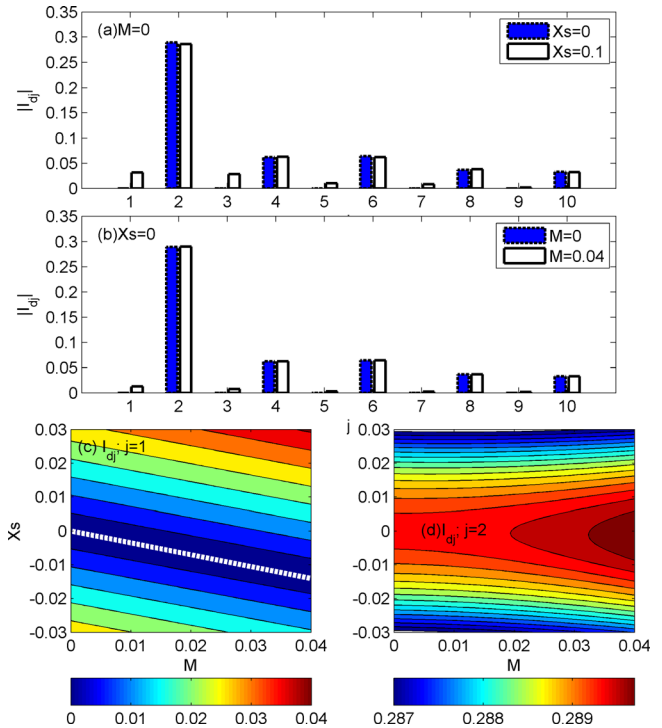 0.35
(a)M=0
Xs=0
Xs=0.1
0.3
0.25
0.2
0.15
0.1
0.05
0
|I_dj|
1 2 3 4 5 6 7 8 9 10
0.35
(b)Xs=0
M=0
M=0.04
0.3
0.25
0.2
0.15
0.1
0.05
0
|I_dj|
1 2 3 4 5 6 7 8 9 10
j
0.03
(c) I_dj; j=1
0.02
0.01
0
-0.01
-0.02
-0.03
Xs
0 0.01 0.02 0.03 0.04
M
0 0.01 0.02 0.03 0.04
0.03
0.02
0.01
0
(d)I_dj; j=2
-0.01
-0.02
-0.03
0 0.01 0.02 0.03 0.04
M
0.287 0.288 0.289